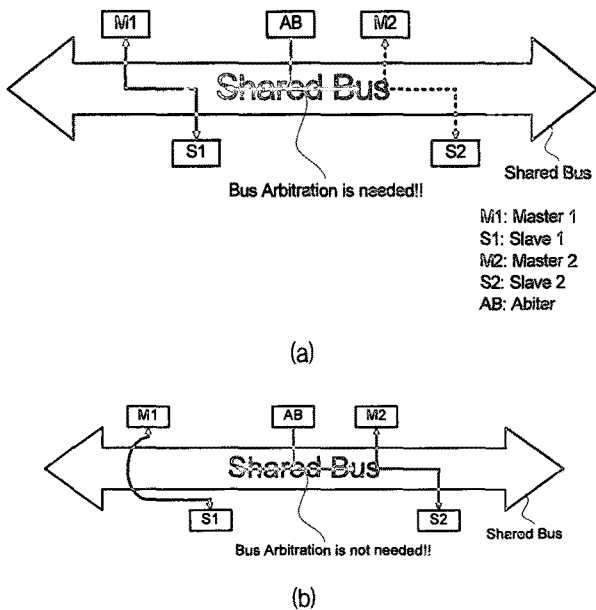 M1 AB M2
Shared Bus
S1 S2
Shared Bus
Bus Arbitration is needed!!
M1: Master 1
S1: Slave 1
M2: Master 2
S2: Slave 2
AB: Abiter
(a)
M1 AB M2
Shared Bus
S1 S2
Shared Bus
Bus Arbitration is not needed!!
(b)